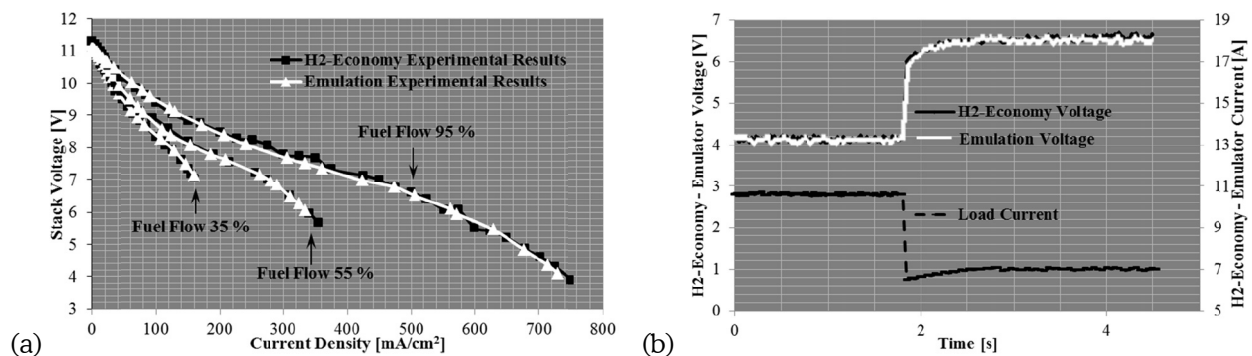 11
10
9
8
7
6
5
4
3
0
100
200
300
400
500
600
700
800
Stack Voltage [V]
Current Density [mA/cm²]
H2-Economy Experimental Results
Emulation Experimental Results
Fuel Flow 95 %
Fuel Flow 35 %
Fuel Flow 55 %
12
(a)
7
6
5
4
3
2
1
0
H2-Economy - Emulator Voltage [V]
19
17
15
13
11
9
7
5
H2-Economy - Emulator Current [A]
H2-Economy Voltage
Emulation Voltage
Load Current
0
2
4
Time [s]
(b)